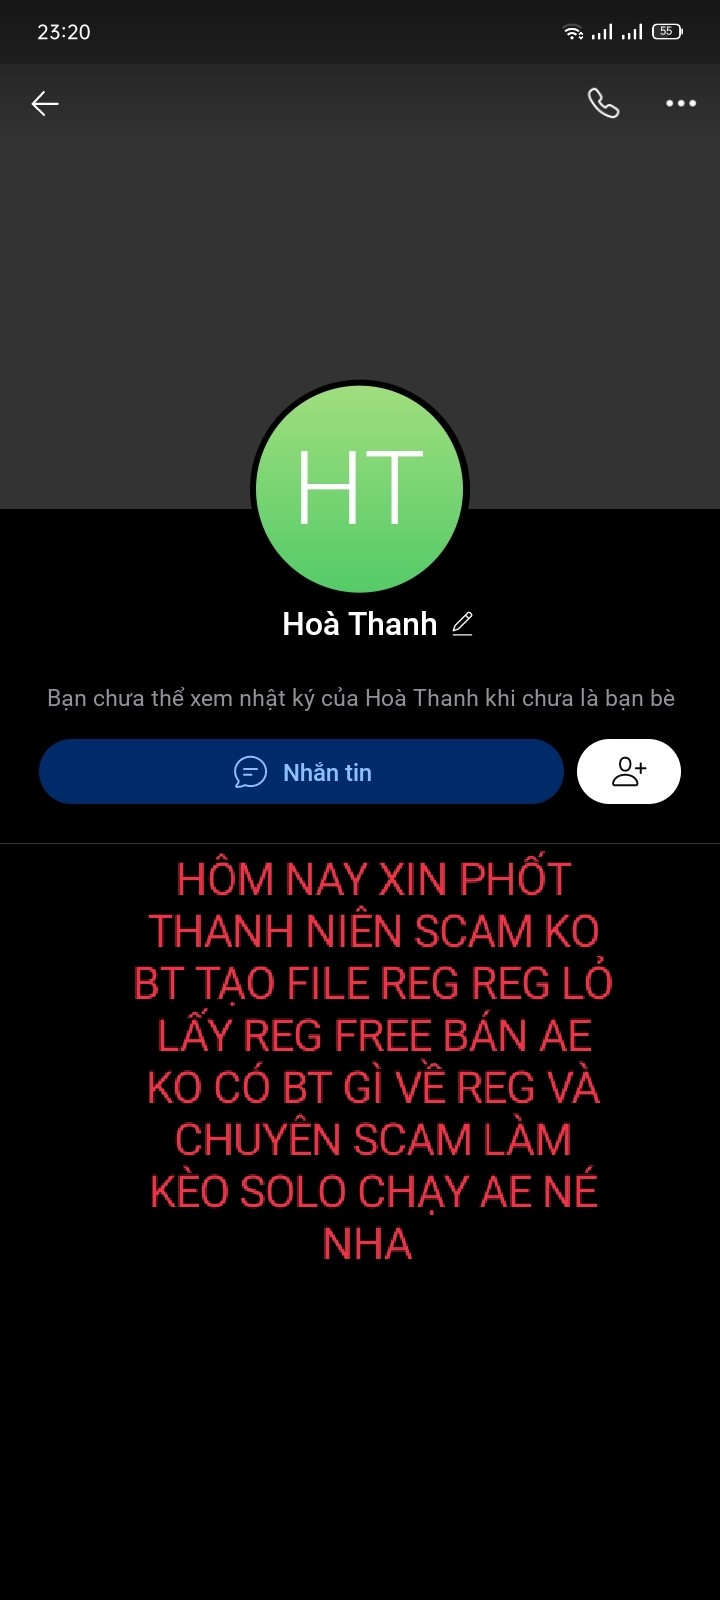 23:20
55
HT
Hoà Thanh
Bạn chưa thể xem nhật ký của Hoà Thanh khi chưa là bạn bè
Nhắn tin
HÔM NAY XIN PHỐT
THANH NIÊN SCAM KO
BT TẠO FILE REG REG LỎ
LẤY REG FREE BÁN AE
KO CÓ BT GÌ VỀ REG VÀ
CHUYÊN SCAM LÀM
KÈO SOLO CHẠY AE NÉ
NHA